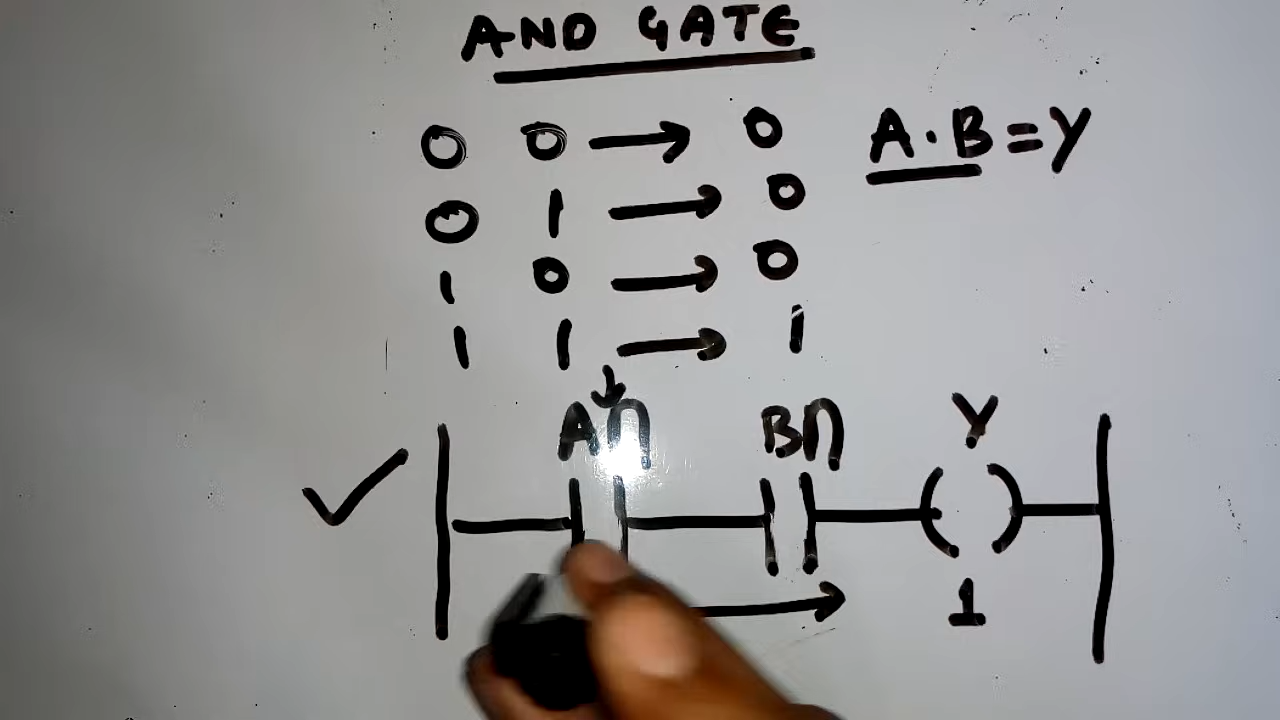 AND GATE
0 0 → 0 A·B=Y
0 1 → 0
1 0 → 0
1 1 → 1
A B Y
1